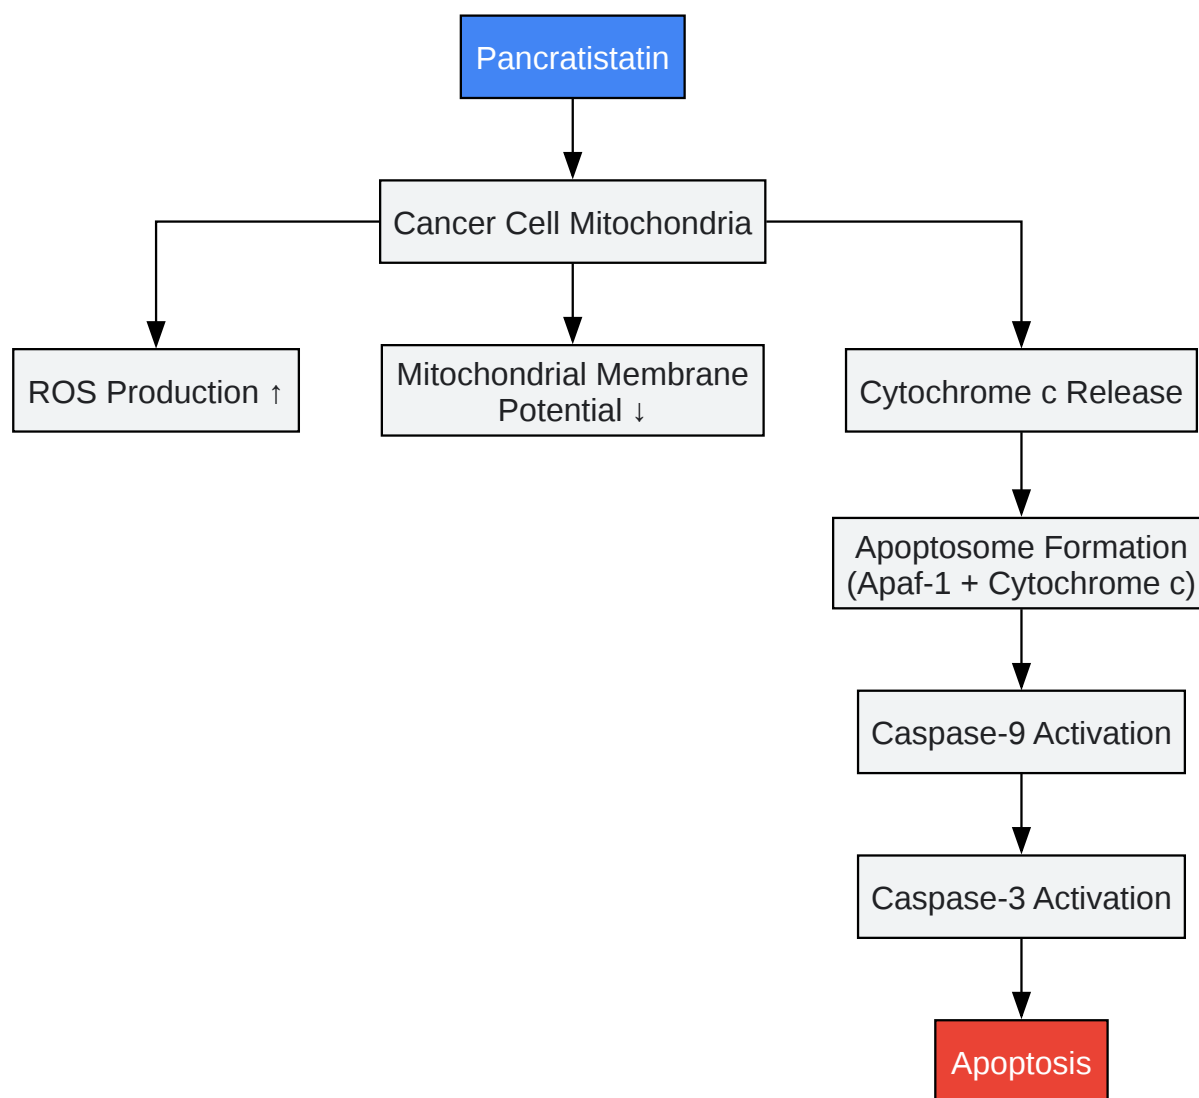 Pancratistatin
Cancer Cell Mitochondria
ROS Production ↑
Mitochondrial Membrane
Potential ↓
Cytochrome c Release
Apoptosome Formation
(Apaf-1 + Cytochrome c)
Caspase-9 Activation
Caspase-3 Activation
Apoptosis